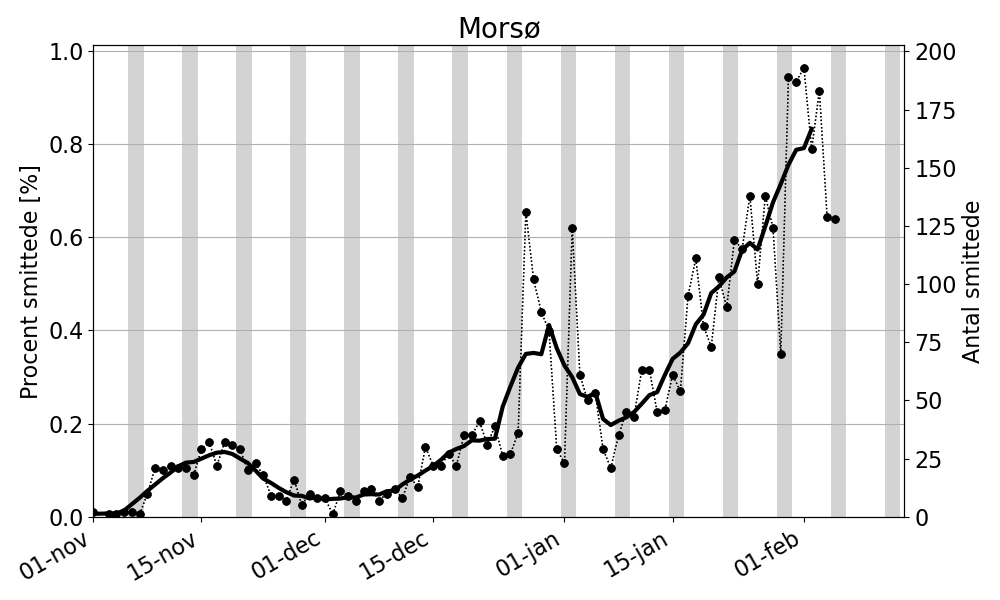 Morsø
Procent smittede [%]
1.0
0.8
0.6
0.4
0.2
0.0
200
175
150
125
100
75
50
25
0
Antal smittede
01-nov
15-nov
01-dec
15-dec
01-jan
15-jan
01-feb